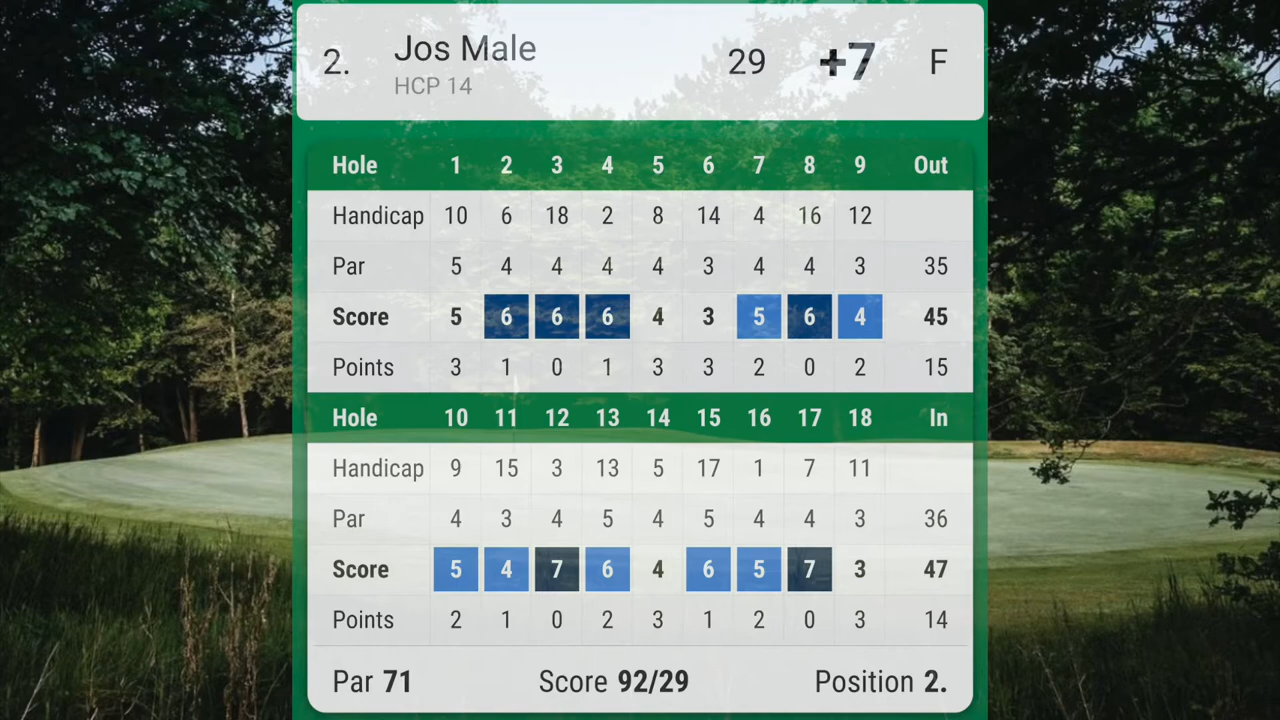 2. Jos Male 29 +7 F
HCP 14
Hole 1 2 3 4 5 6 7 8 9 Out
Handicap 10 6 18 2 8 14 4 16 12
Par 5 4 4 4 4 3 4 4 3 35
Score 5 6 6 6 4 3 5 6 4 45
Points 3 1 0 1 3 3 2 0 2 15
Hole 10 11 12 13 14 15 16 17 18 In
Handicap 9 15 3 13 5 17 1 7 11
Par 4 3 4 5 4 5 4 4 3 36
Score 5 4 7 6 4 6 5 7 3 47
Points 2 1 0 2 3 1 2 0 3 14
Par 71 Score 92/29 Position 2.